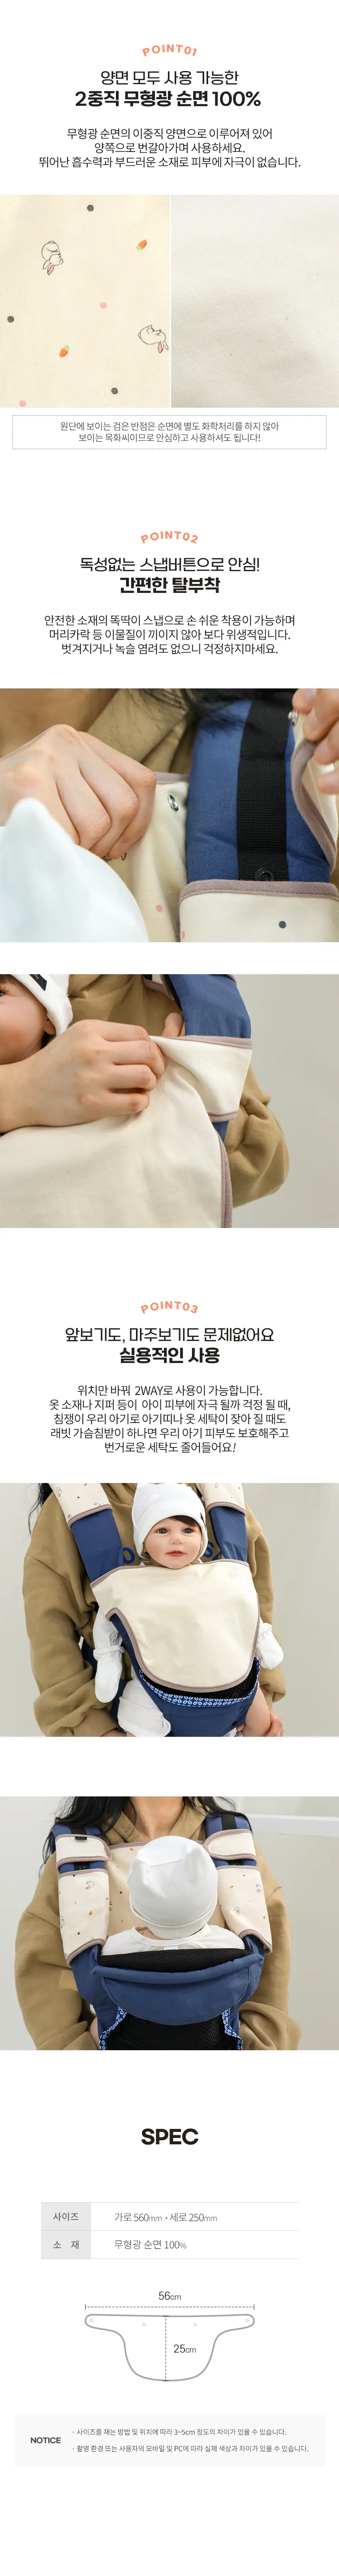 POINT01
양면 모두 사용 가능한
2중직 무형광 순면 100%
무형광 순면의 이중직 양면으로 이루어져 있어
양쪽으로 번갈아가며 사용하세요.
뛰어난 흡수력과 부드러운 소재로 피부에 자극이 없습니다.
원단에 보이는 검은 반점은 순면에 별도 화학처리를 하지 않아
보이는 목화씨이므로 안심하고 사용하셔도 됩니다!
POINT02
독성없는 스냅버튼으로 안심!
간편한 탈부착
안전한 소재의 똑딱이 스냅으로 손 쉬운 착용이 가능하며
머리카락 등 이물질이 끼이지 않아 보다 위생적입니다.
벗겨지거나 녹슬 염려도 없으니 걱정하지마세요.
POINT03
앞보기도, 마주보기도 문제없어요
실용적인 사용
위치만 바꿔 2WAY로 사용이 가능합니다.
옷 소재나 지퍼 등이 아이 피부에 자극 될까 걱정 될 때,
침쟁이 우리 아기로 아기띠나 옷 세탁이 잦아 질 때도
래빗 가슴침받이 하나면 우리 아기 피부도 보호해주고
번거로운 세탁도 줄어들어요!
SPEC
사이즈 가로 560mm · 세로 250mm
소 재 무형광 순면 100%
56cm
25cm
NOTICE
· 사이즈를 재는 방법 및 위치에 따라 3~5cm 정도의 차이가 있을 수 있습니다.
· 촬영 환경 또는 사용자의 모바일 및 PC에 따라 실제 색상과 차이가 있을 수 있습니다.